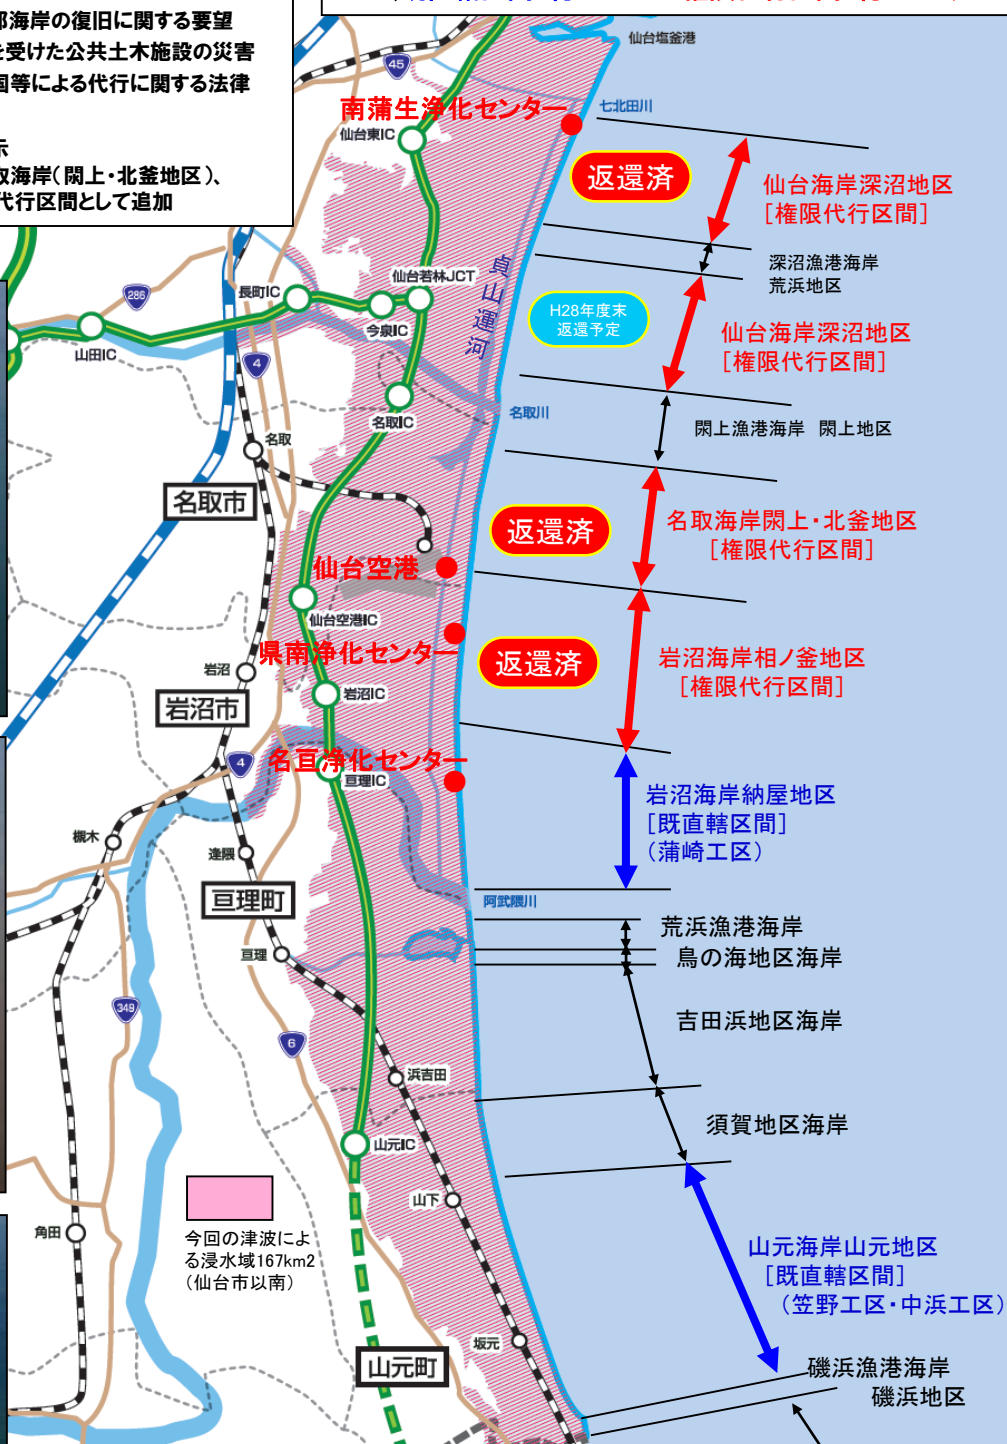 部海岸の復旧に関する要望
を受けた公共土木施設の災害
国等による代行に関する法律
示
取海岸(閖上・北釜地区)、
代行区間として追加
仙台塩釜港
45
南蒲生浄化センター
七北田川
仙台東IC
返還済
仙台海岸深沼地区
[権限代行区間]
深沼漁港海岸
荒浜地区
貞山運河
仙台若林JCT
長町IC
286
今泉IC
H28年度末
返還予定
仙台海岸深沼地区
[権限代行区間]
山田IC
4
名取IC
名取川
閖上漁港海岸 閖上地区
名取
名取市
返還済
名取海岸閖上・北釜地区
[権限代行区間]
仙台空港
仙台空港IC
県南浄化センター
返還済
岩沼海岸相ノ釜地区
[権限代行区間]
岩沼
岩沼IC
岩沼市
4
名亘浄化センター
亘理IC
岩沼海岸納屋地区
[既直轄区間]
(蒲崎工区)
槻木
逢隈
亘理町
阿武隈川
荒浜漁港海岸
亘理
鳥の海地区海岸
349
6
吉田浜地区海岸
浜吉田
須賀地区海岸
山元IC
山下
今回の津波によ
る浸水域167km2
(仙台市以南)
角田
山元海岸山元地区
[既直轄区間]
(笠野工区・中浜工区)
坂元
山元町
磯浜漁港海岸
磯浜地区